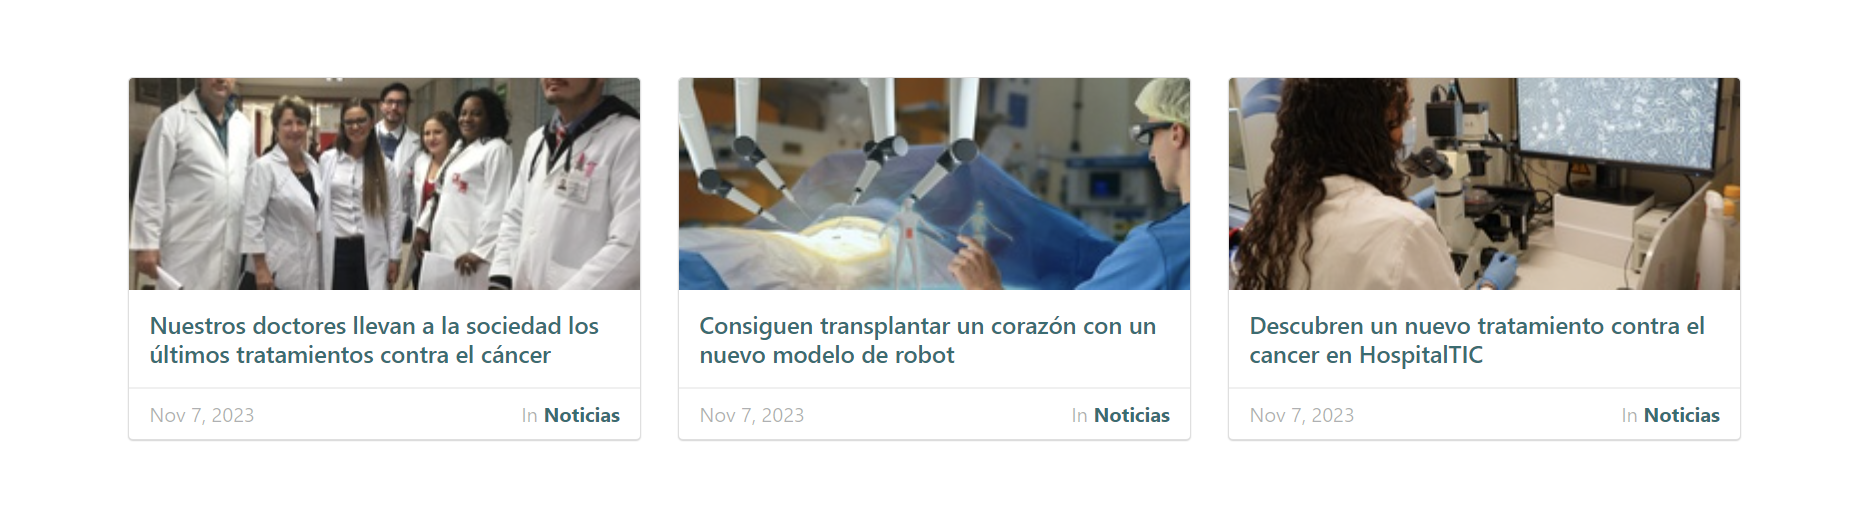 Nuestros doctores llevan a la sociedad los
últimos tratamientos contra el cáncer
Nov 7, 2023
In Noticias
Consiguen transplantar un corazón con un
nuevo modelo de robot
Nov 7, 2023
In Noticias
Descubren un nuevo tratamiento contra el
cancer en HospitalTIC
Nov 7, 2023
In Noticias